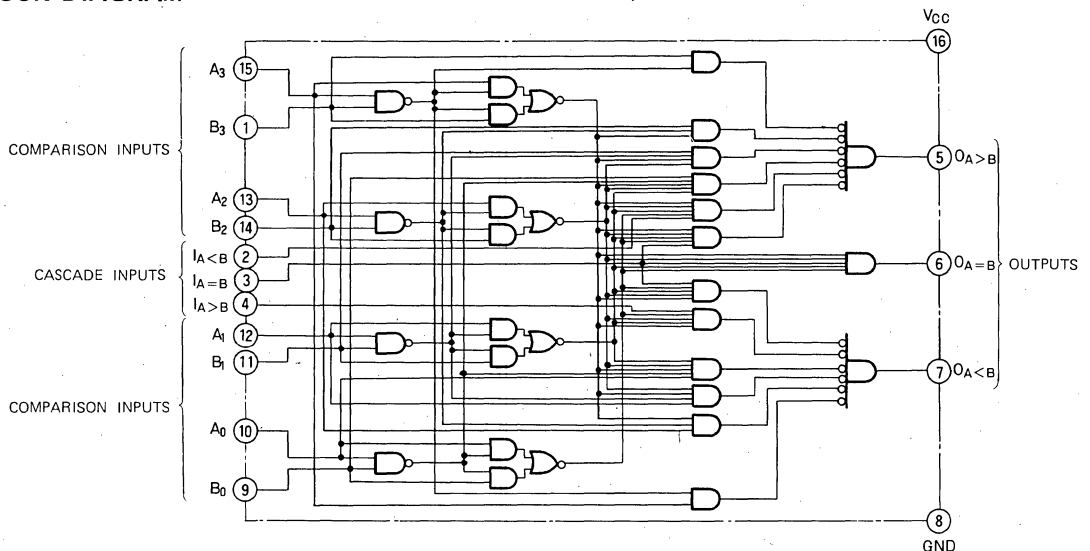 VCC
16
A3 15
B3 1
COMPARISON INPUTS
A2 13
B2 14
IA<B 2
CASCADE INPUTS
IA=B 3
IA>B 4
A1 12
B1 11
COMPARISON INPUTS
A0 10
B0 9
5 OA>B
6 OA=B
OUTPUTS
7 OA<B
8
GND